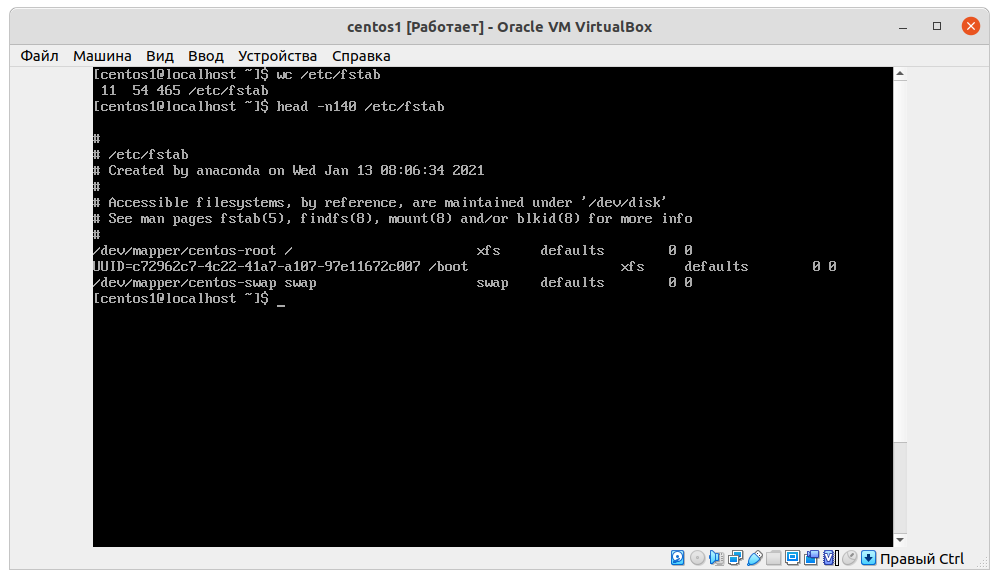 centos1 [Работает] - Oracle VM VirtualBox
Файл Машина Вид Ввод Устройства Справка
[centos1@localhost ~]$ wc /etc/fstab
 11  54 465 /etc/fstab
[centos1@localhost ~]$ head -n140 /etc/fstab

#
# /etc/fstab
# Created by anaconda on Wed Jan 13 08:06:34 2021
#
# Accessible filesystems, by reference, are maintained under '/dev/disk'
# See man pages fstab(5), findfs(8), mount(8) and/or blkid(8) for more info
#
/dev/mapper/centos-root /                       xfs     defaults        0 0
UUID=c72962c7-4c22-41a7-a107-97e11672c007 /boot                   xfs     defaults        0 0
/dev/mapper/centos-swap swap                    swap    defaults        0 0
[centos1@localhost ~]$ _
Правый Ctrl